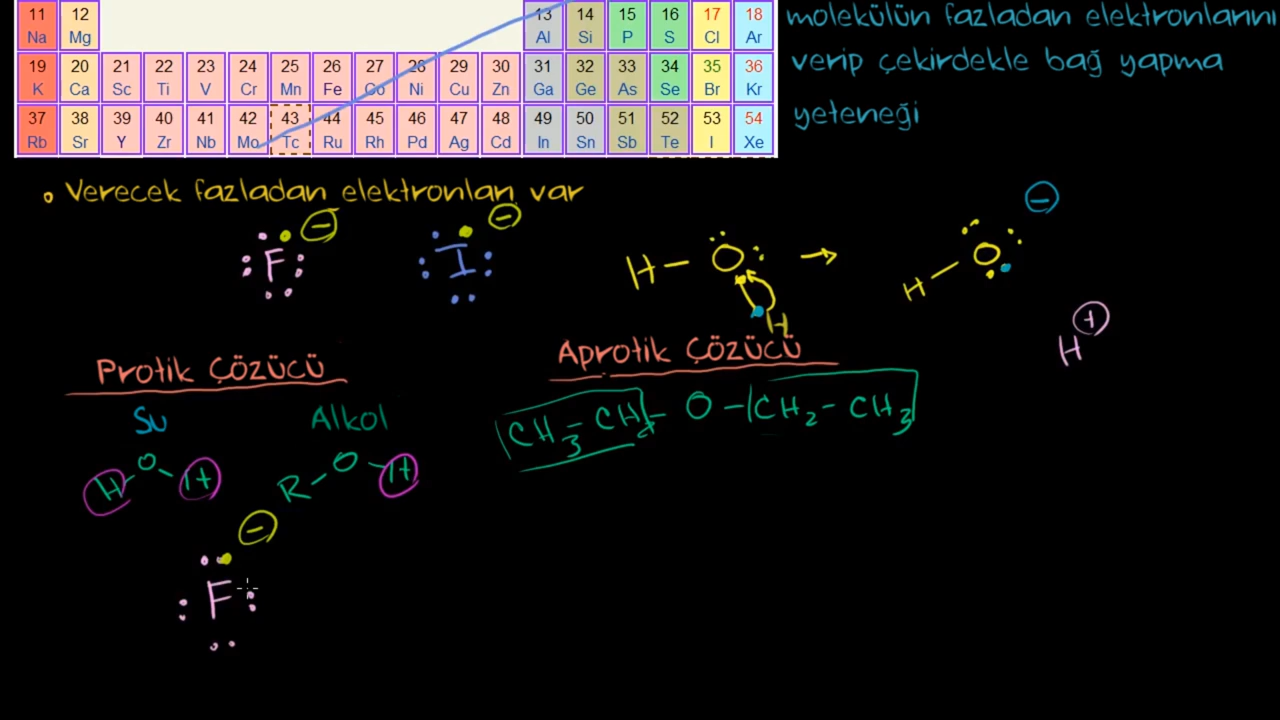 11 12 13 14 15 16 17 18
Na Mg Al Si P S Cl Ar
19 20 21 22 23 24 25 26 27 28 29 30 31 32 33 34 35 36
K Ca Sc Ti V Cr Mn Fe Co Ni Cu Zn Ga Ge As Se Br Kr
37 38 39 40 41 42 43 44 45 46 47 48 49 50 51 52 53 54
Rb Sr Y Zr Nb Mo Tc Ru Rh Pd Ag Cd In Sn Sb Te I Xe
molekülün fazladan elektronlarını
verip çekirdekle bağ yapma
yeteneği
Verecek fazladan elektronları var
F − I −
H − O → H − O −
H H +
Protik Çözücü Aprotik Çözücü
Su Alkol CH3 − CH2 − O − CH2 − CH3
H O H R O H
F −